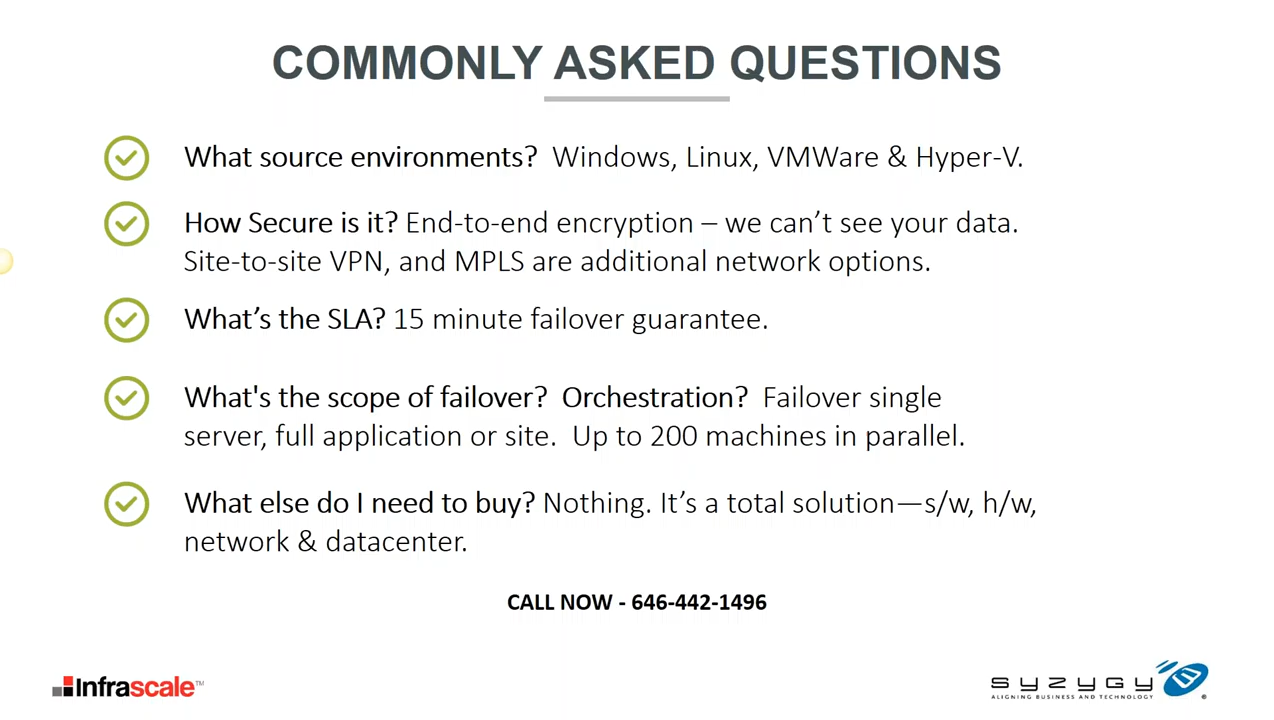 COMMONLY ASKED QUESTIONS
What source environments?  Windows, Linux, VMWare & Hyper-V.
How Secure is it? End-to-end encryption – we can’t see your data.
Site-to-site VPN, and MPLS are additional network options.
What’s the SLA? 15 minute failover guarantee.
What's the scope of failover?  Orchestration?  Failover single
server, full application or site.  Up to 200 machines in parallel.
What else do I need to buy? Nothing. It’s a total solution—s/w, h/w,
network & datacenter.
CALL NOW - 646-442-1496
Infrascale™
SYZYGY
ALIGNING BUSINESS AND TECHNOLOGY
®